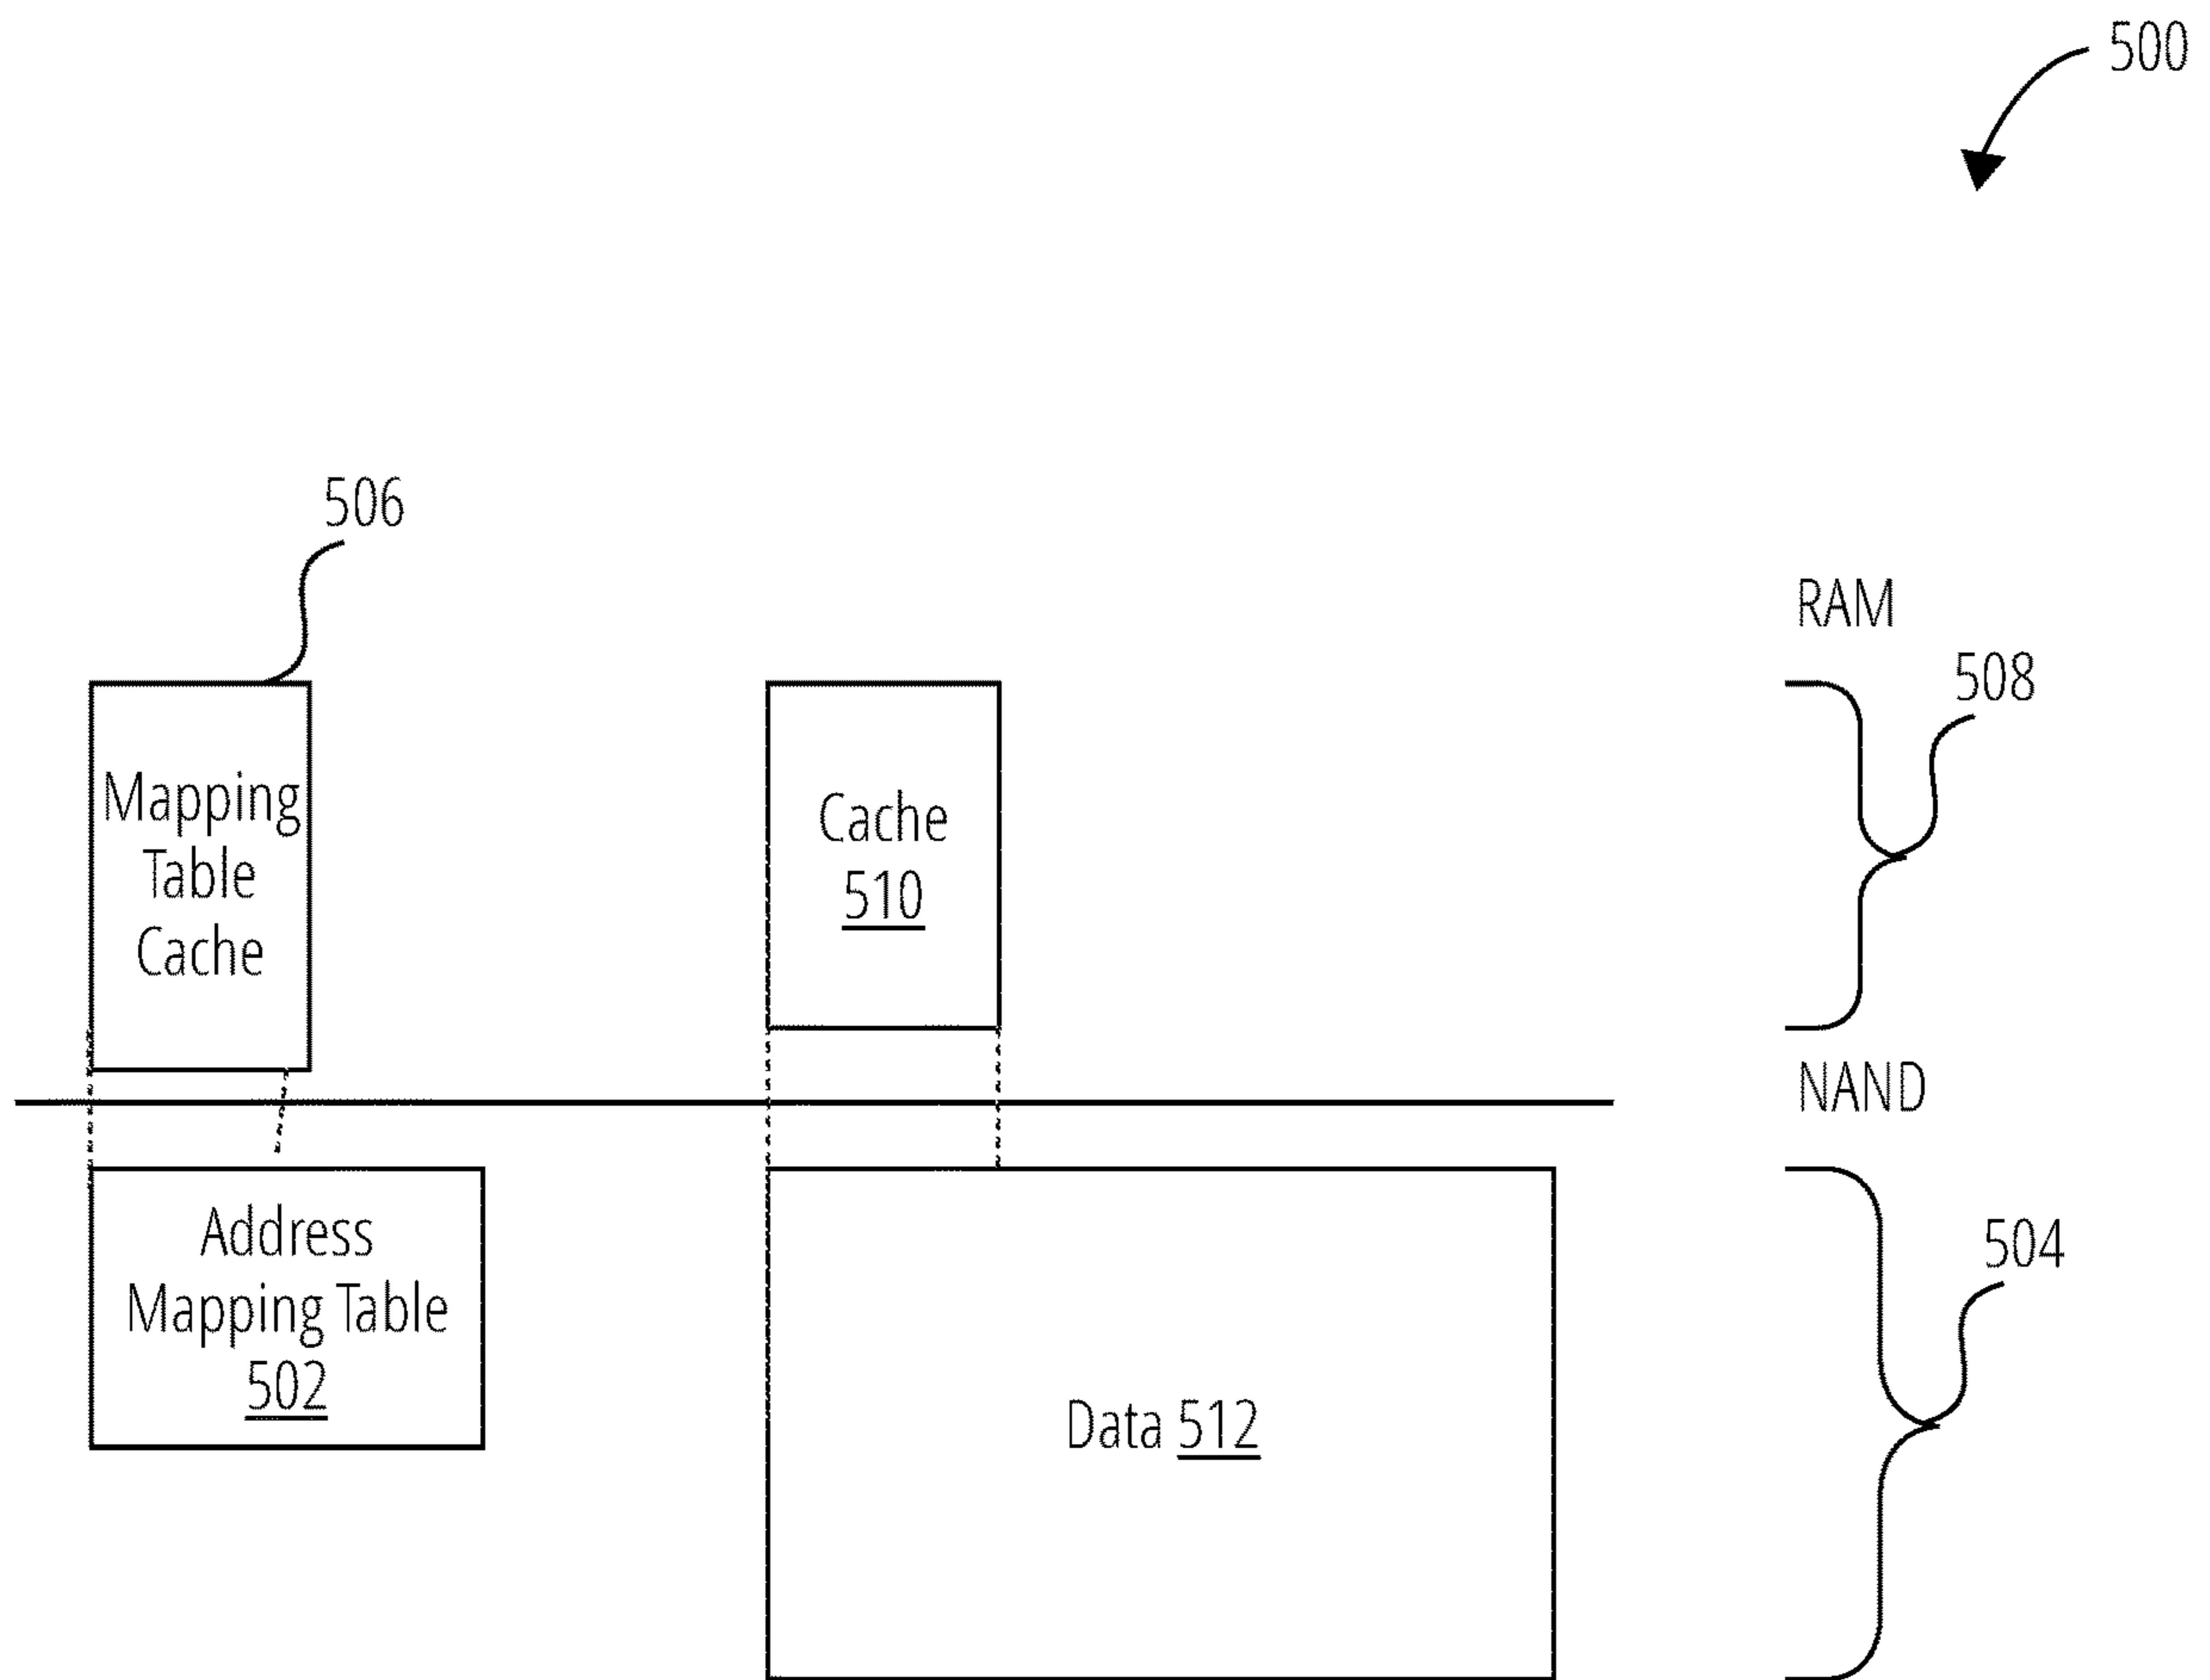 500
506
RAM
508
Mapping
Table
Cache
Cache
510
NAND
Address
Mapping Table
502
504
Data 512